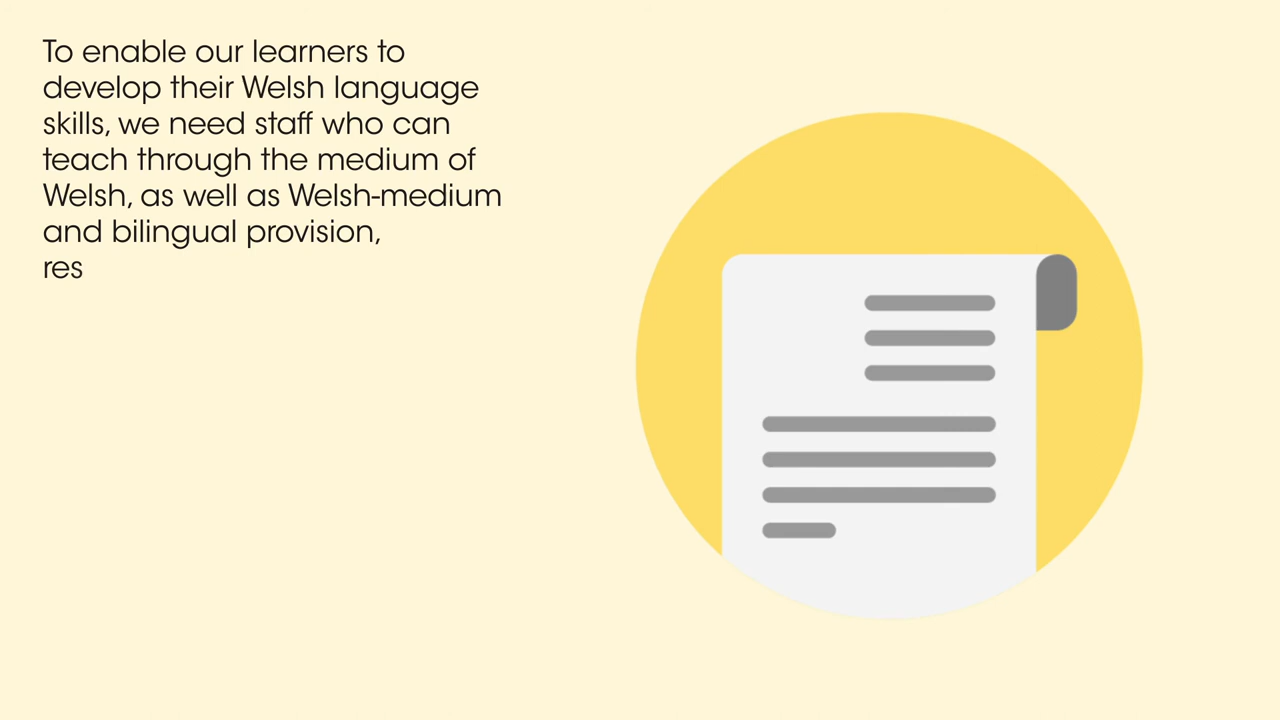 To enable our learners to
develop their Welsh language
skills, we need staff who can
teach through the medium of
Welsh, as well as Welsh-medium
and bilingual provision,
res